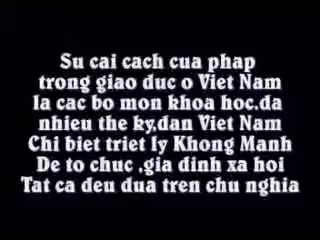 Su cai cach cua phap
trong giao duc o Viet Nam
la cac bo mon khoa hoc.da
nhieu the ky,dan Viet Nam
Chi biet triet ly Khong Manh
De to chuc .gia dinh xa hoi
Tat ca deu dua tren chu nghia